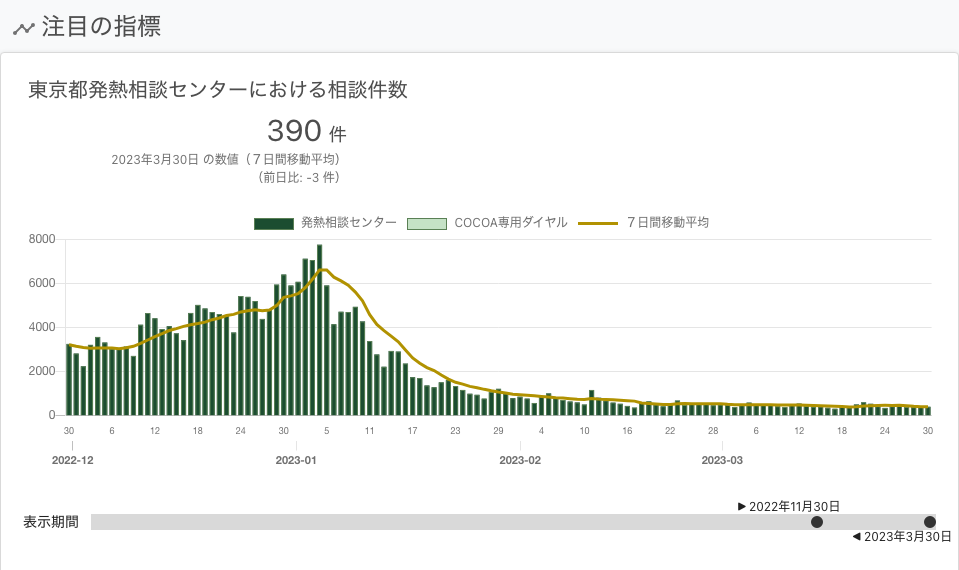 注目の指標
東京都発熱相談センターにおける相談件数
390 件
2023年3月30日 の数値（７日間移動平均）
（前日比: -3 件）
発熱相談センター COCOA専用ダイヤル ７日間移動平均
8000
6000
4000
2000
0
30 6 12 18 24 30 5 11 17 23 29 4 10 16 22 28 6 12 18 24 30
2022-12 2023-01 2023-02 2023-03
2022年11月30日
表示期間
2023年3月30日